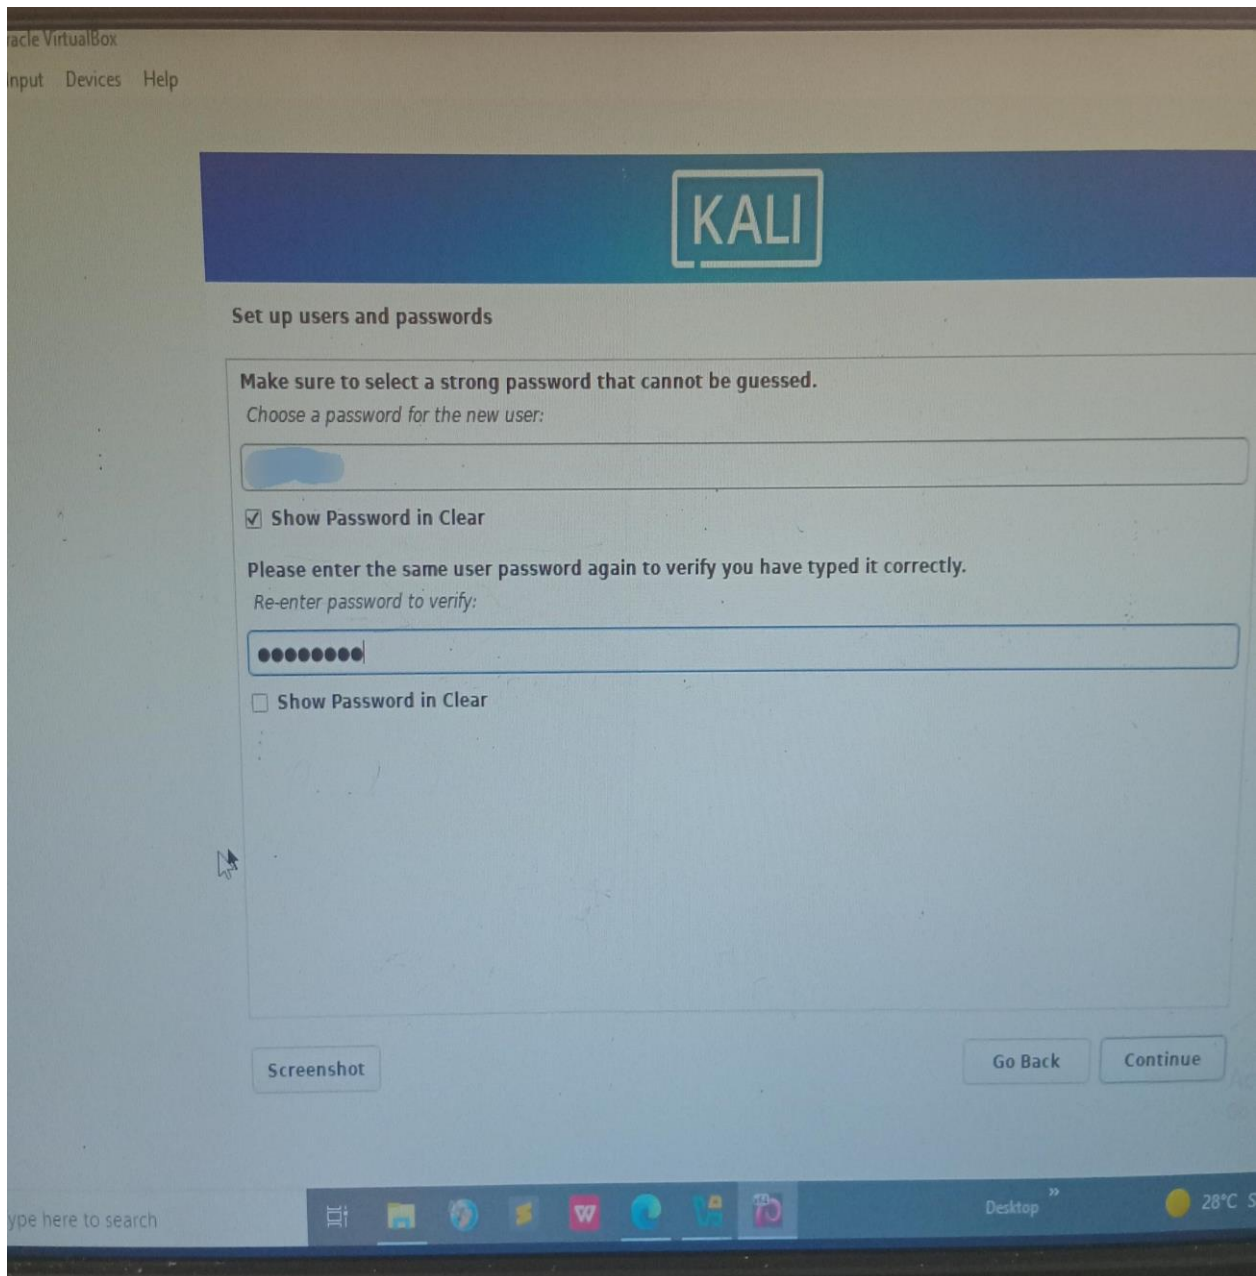 racle VirtualBox
nput Devices Help
KALI
Set up users and passwords
Make sure to select a strong password that cannot be guessed.
Choose a password for the new user:
Show Password in Clear
Please enter the same user password again to verify you have typed it correctly.
Re-enter password to verify:
●●●●●●●●
Show Password in Clear
Screenshot
Go Back
Continue
ype here to search
Desktop
28°C S